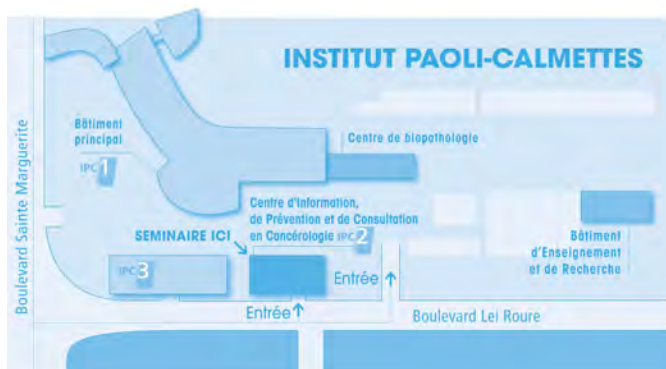 INSTITUT PAOLI-CALMETTES
Bâtiment
principal
IPC 1
Centre de biopathologie
Centre d'Information,
de Prévention et de Consultation
en Cancérologie IPC 2
SEMINAIRE ICI
IPC 3
Bâtiment
d'Enseignement
et de Recherche
Entrée
Entrée
Boulevard Lei Roure
Boulevard Sainte Marguerite